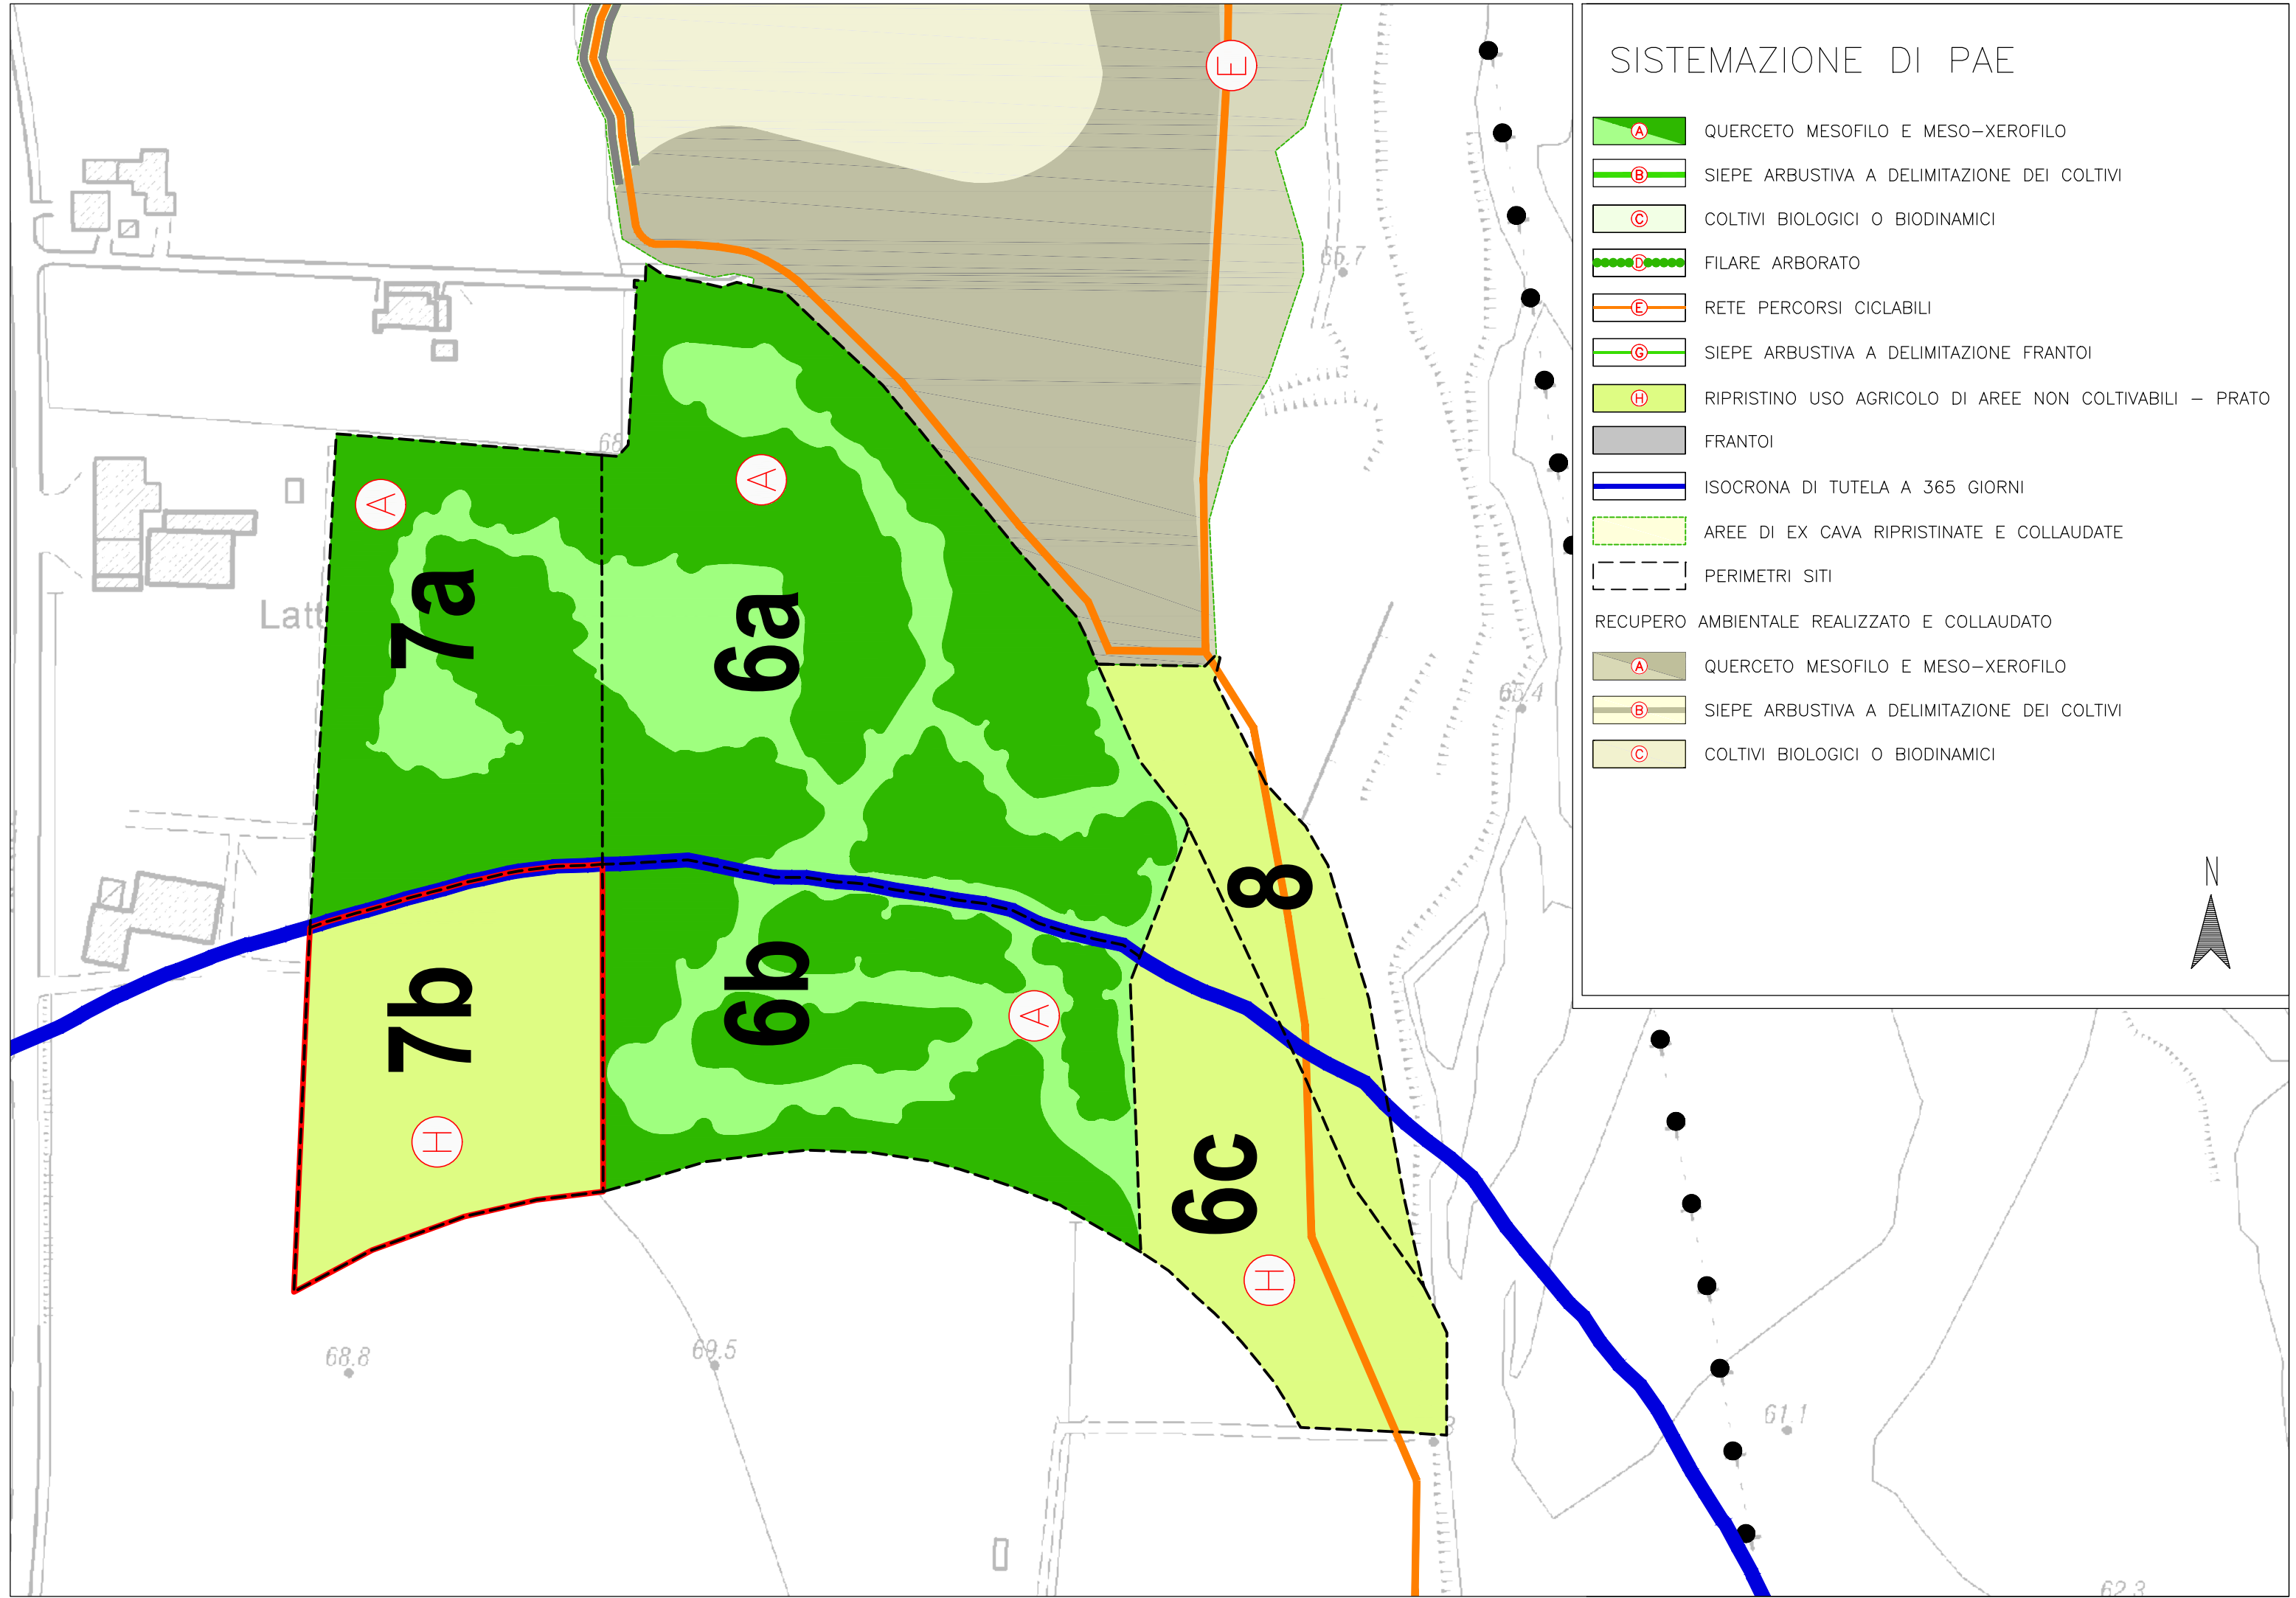 SISTEMAZIONE DI PAE
A QUERCETO MESOFILO E MESO-XEROFILO
B SIEPE ARBUSTIVA A DELIMITAZIONE DEI COLTIVI
C COLTIVI BIOLOGICI O BIODINAMICI
D FILARE ARBORATO
E RETE PERCORSI CICLABILI
G SIEPE ARBUSTIVA A DELIMITAZIONE FRANTOI
H RIPRISTINO USO AGRICOLO DI AREE NON COLTIVABILI - PRATO
FRANTOI
ISOCRONA DI TUTELA A 365 GIORNI
AREE DI EX CAVA RIPRISTINATE E COLLAUDATE
PERIMETRI SITI
RECUPERO AMBIENTALE REALIZZATO E COLLAUDATO
A QUERCETO MESOFILO E MESO-XEROFILO
B SIEPE ARBUSTIVA A DELIMITAZIONE DEI COLTIVI
C COLTIVI BIOLOGICI O BIODINAMICI
N
E
65.7
68
A
A
Latt
7a
6a
65.4
8
7b
6b
A
H
6c
H
68.8
69.5
61.1
62.3